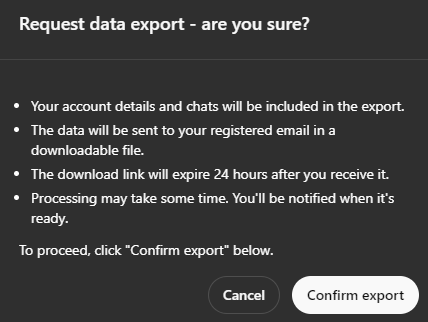 Request data export - are you sure?
• Your account details and chats will be included in the export.
• The data will be sent to your registered email in a
downloadable file.
• The download link will expire 24 hours after you receive it.
• Processing may take some time. You'll be notified when it's
ready.
To proceed, click "Confirm export" below.
Cancel
Confirm export